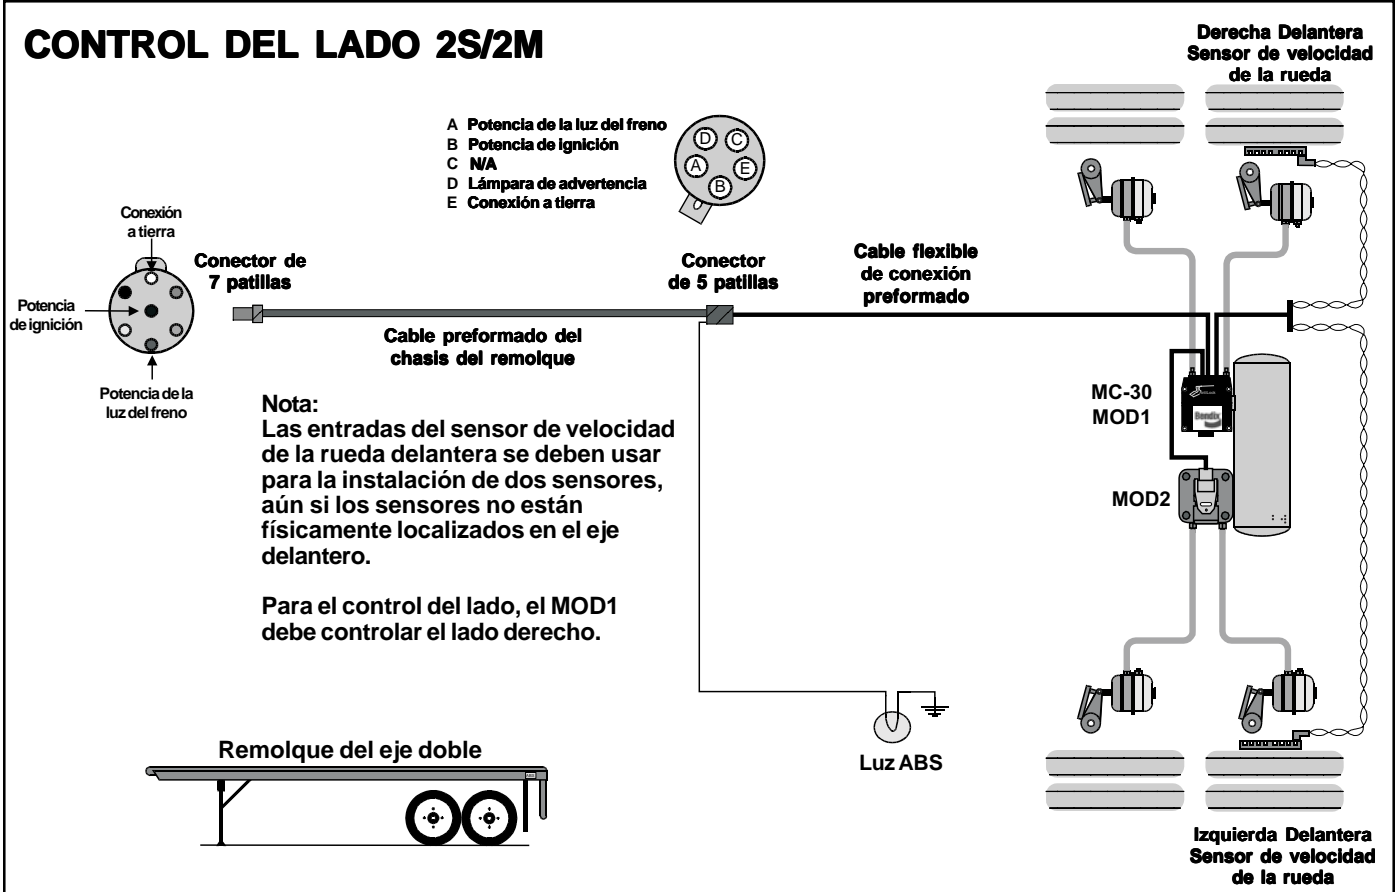 CONTROL DEL LADO 2S/2M
Derecha Delantera
Sensor de velocidad
de la rueda
A Potencia de la luz del freno
B Potencia de ignición
C N/A
D Lámpara de advertencia
E Conexión a tierra
D
C
A
E
B
Conexión
a tierra
Potencia
de ignición
Potencia de la
luz del freno
Conector de
7 patillas
Cable preformado del
chasis del remolque
Conector
de 5 patillas
Cable flexible
de conexión
preformado
MC-30
MOD1
Bendix
MOD2
Nota:
Las entradas del sensor de velocidad
de la rueda delantera se deben usar
para la instalación de dos sensores,
aún si los sensores no están
físicamente localizados en el eje
delantero.
Para el control del lado, el MOD1
debe controlar el lado derecho.
Luz ABS
Remolque del eje doble
Izquierda Delantera
Sensor de velocidad
de la rueda